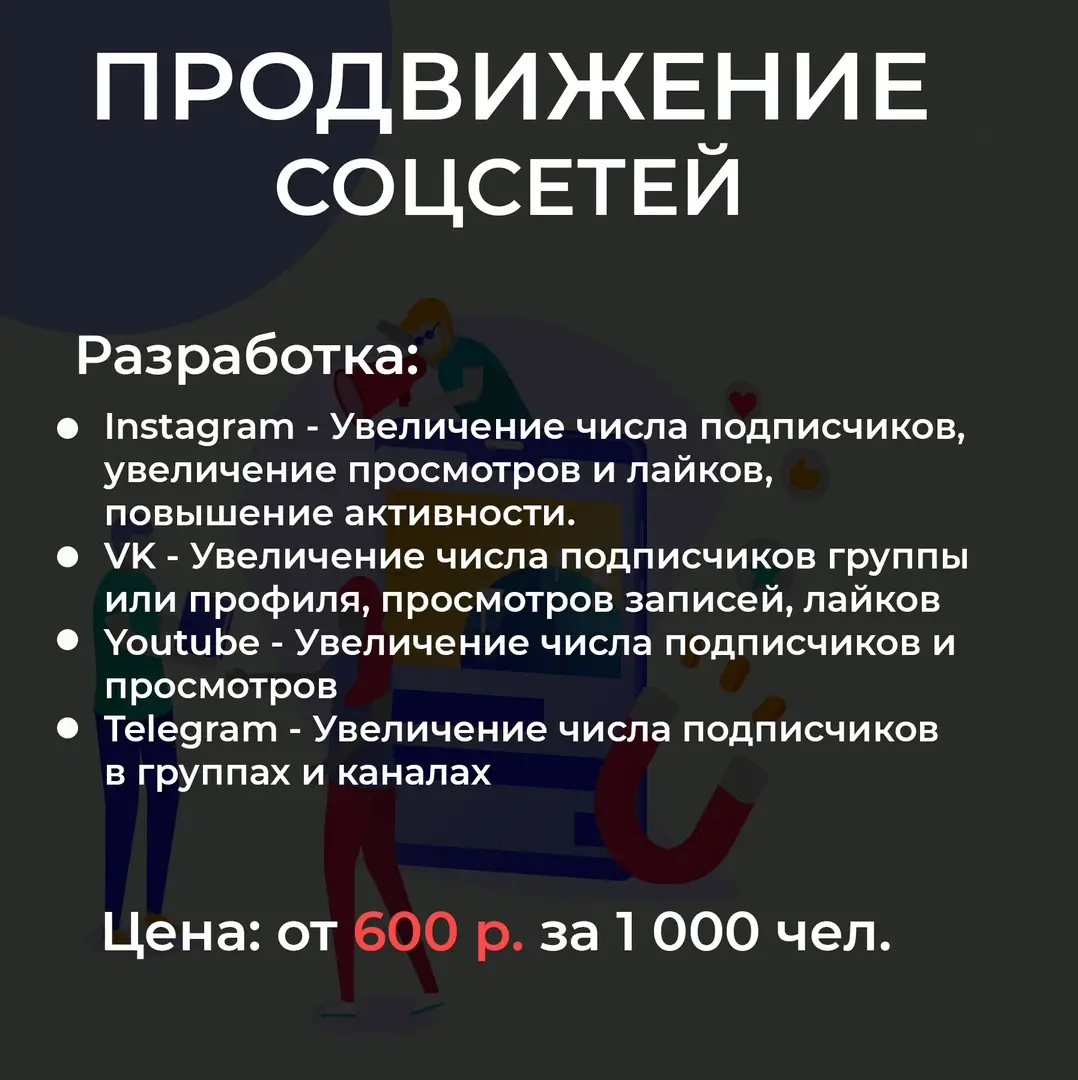 ПРОДВИЖЕНИЕ
СОЦСЕТЕЙ
Разработка:
• Instagram - Увеличение числа подписчиков,
увеличение просмотров и лайков,
повышение активности.
• VK - Увеличение числа подписчиков группы
или профиля, просмотров записей, лайков
• Youtube - Увеличение числа подписчиков и
просмотров
• Telegram - Увеличение числа подписчиков
в группах и каналах
Цена: от 600 р. за 1 000 чел.